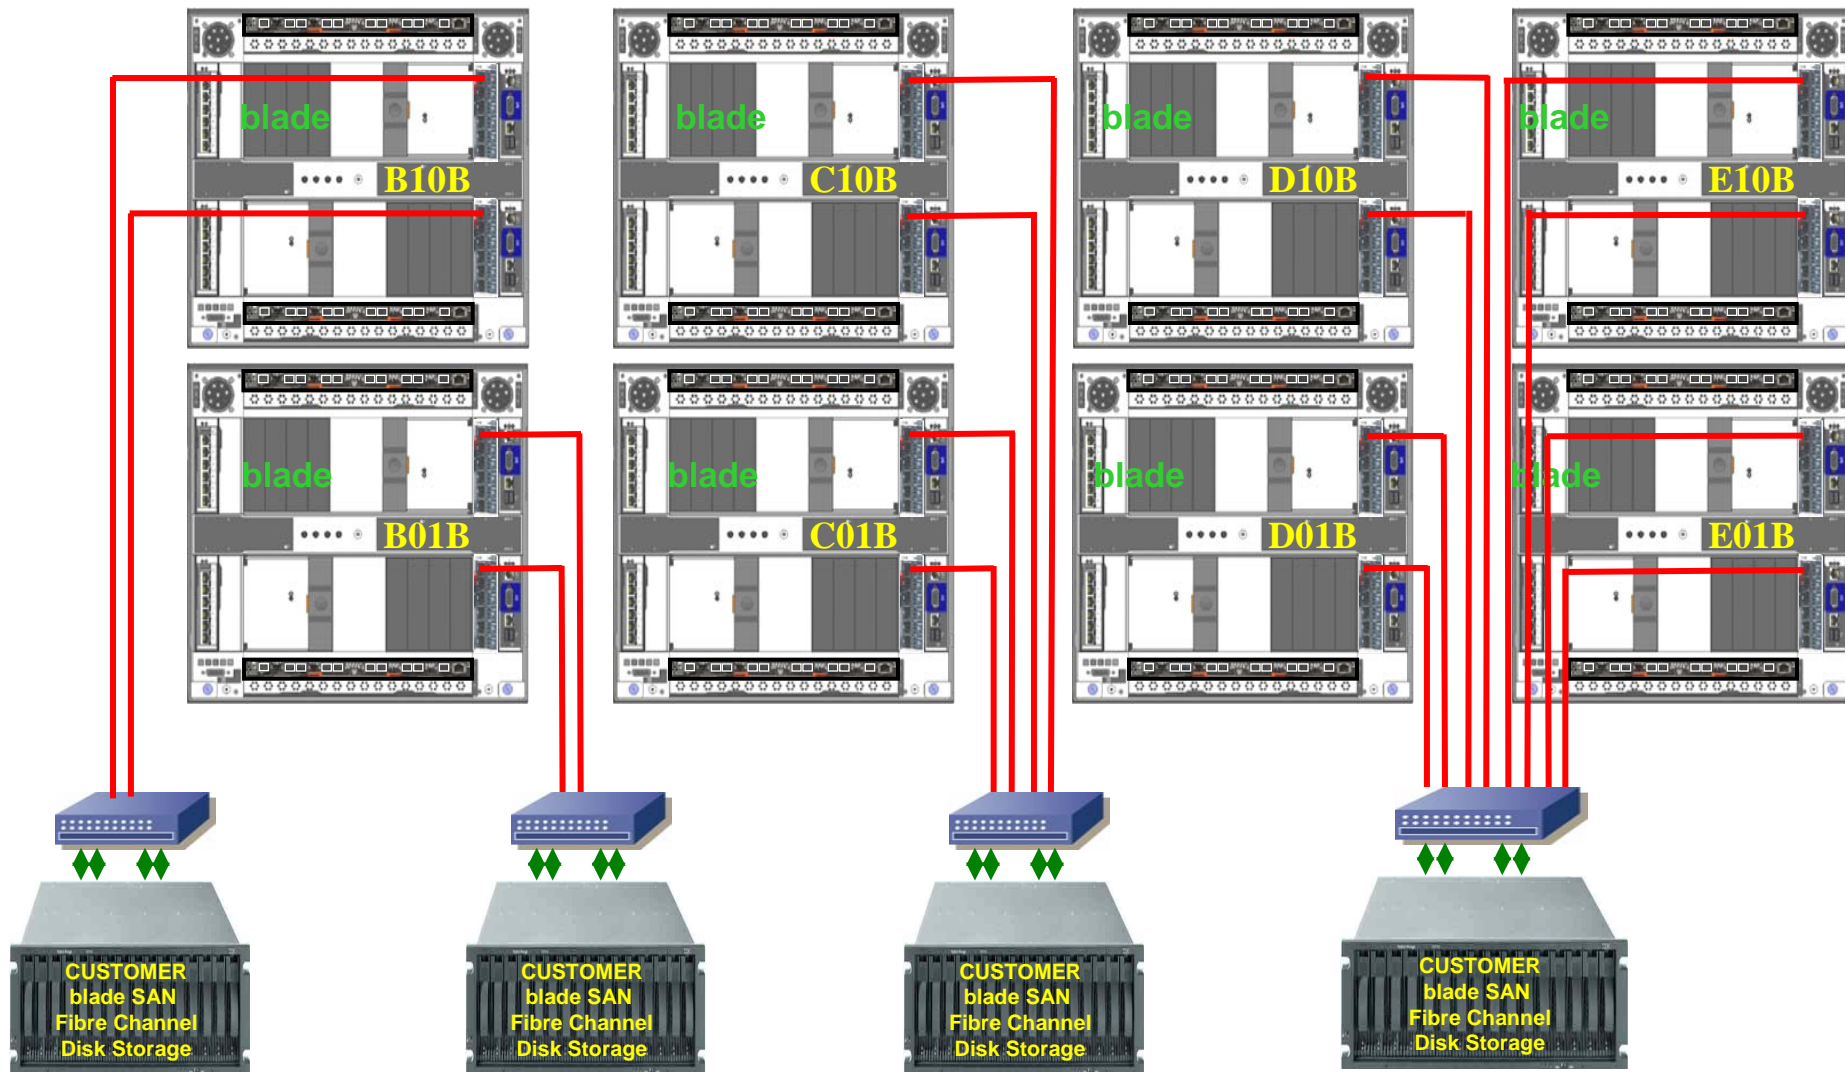 blade
blade
blade
blade
B10B
C10B
D10B
E10B
blade
blade
blade
blade
B01B
C01B
D01B
E01B
CUSTOMER
blade SAN
Fibre Channel
Disk Storage
CUSTOMER
blade SAN
Fibre Channel
Disk Storage
CUSTOMER
blade SAN
Fibre Channel
Disk Storage
CUSTOMER
blade SAN
Fibre Channel
Disk Storage